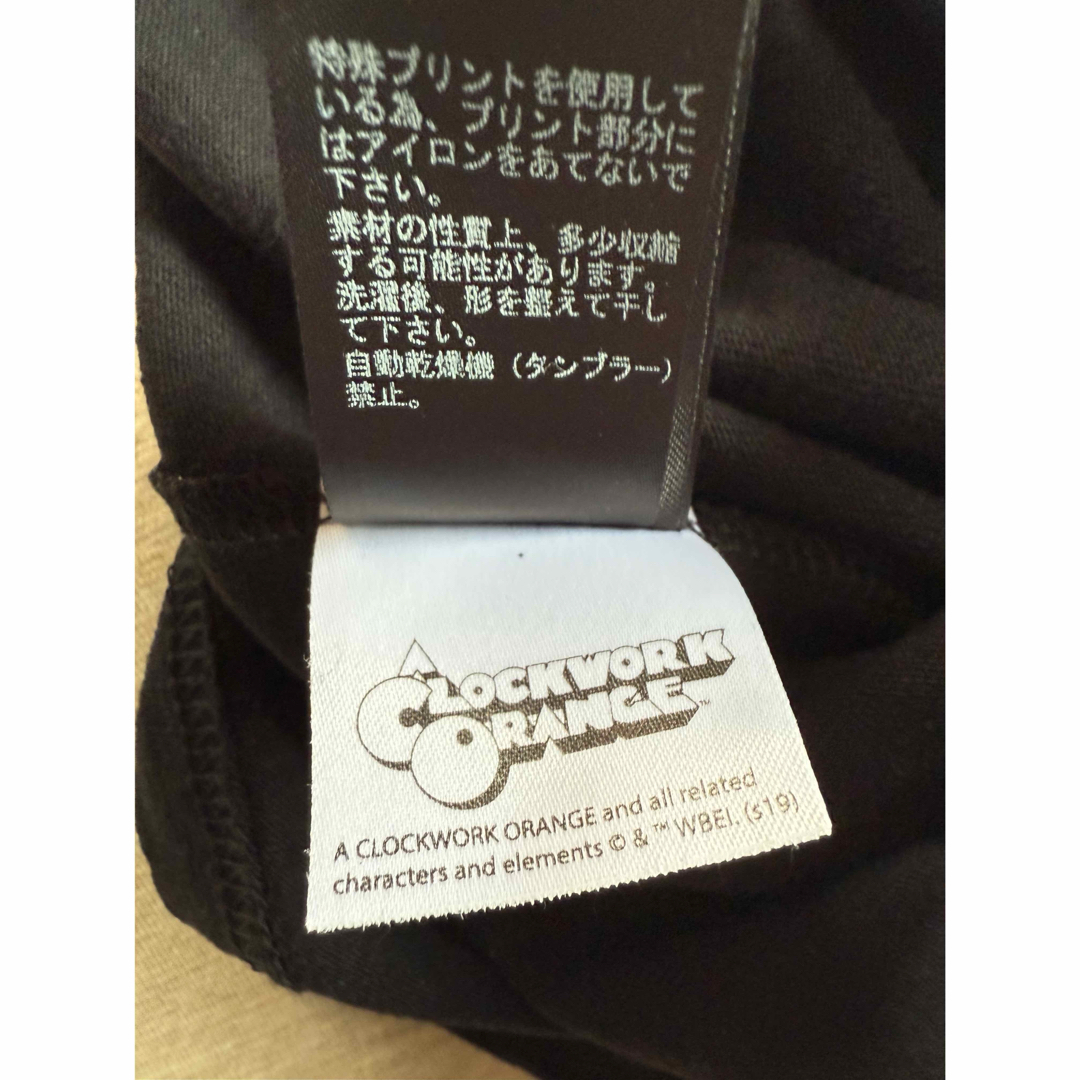 特殊プリントを使用して
いる為、プリント部分に
はアイロンをあてないで
下さい。
素材の性質上、多少収縮
する可能性があります。
洗濯後、形を整えて干し
て下さい。
自動乾燥機（タンブラー）
禁止。
A CLOCKWORK
ORANGE™
A CLOCKWORK ORANGE and all related
characters and elements © & ™ WBEI. (s19)